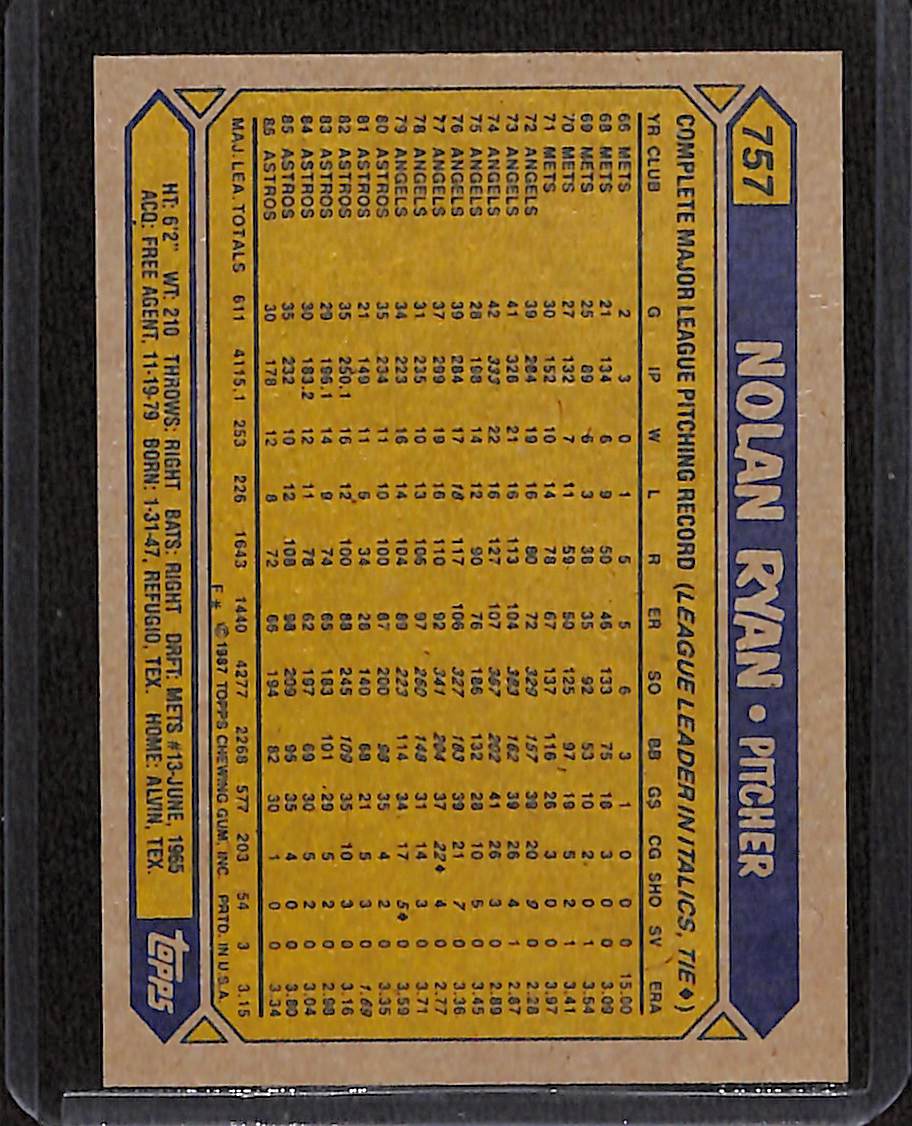 757 NOLAN RYAN • PITCHER
COMPLETE MAJOR LEAGUE PITCHING RECORD (LEAGUE LEADER IN ITALICS, TIE ♦)
YR CLUB G IP W L R ER SO BB GS CG SHO SV ERA
66 METS 2 3 0 1 5 5 6 3 1 0 0 0 15.00
68 METS 21 134 6 9 50 46 133 75 18 3 0 0 3.09
69 METS 25 89 6 3 38 35 92 53 10 2 0 1 3.54
70 METS 27 132 7 11 59 50 125 97 19 5 2 1 3.41
71 METS 30 152 10 14 78 67 137 116 26 3 0 0 3.97
72 ANGELS 39 284 19 16 80 72 329 157 39 20 9 0 2.28
73 ANGELS 41 326 21 16 113 104 383 162 39 26 4 1 2.87
74 ANGELS 42 333 22 16 127 107 367 202 41 26 3 0 2.89
75 ANGELS 28 198 14 12 90 76 186 132 28 10 5 0 3.45
76 ANGELS 39 284 17 18 117 106 327 183 39 21 7 0 3.36
77 ANGELS 37 299 19 16 110 92 341 204 37 22♦ 4 0 2.77
78 ANGELS 31 235 10 13 106 97 260 148 31 14 3 0 3.71
79 ANGELS 34 223 16 14 104 89 223 114 34 17 5♦ 0 3.59
80 ASTROS 35 234 11 10 100 87 200 98 35 4 2 0 3.35
81 ASTROS 21 149 11 5 34 28 140 68 21 5 3 0 1.69
82 ASTROS 35 250.1 16 12 100 88 245 109 35 10 3 0 3.16
83 ASTROS 29 196.1 14 9 74 65 183 101 29 5 2 0 2.98
84 ASTROS 30 183.2 12 11 78 62 197 69 30 5 2 0 3.04
85 ASTROS 35 232 10 12 108 98 209 95 35 4 0 0 3.80
86 ASTROS 30 178 12 8 72 66 194 82 30 1 0 0 3.34
MAJ. LEA. TOTALS 611 4115.1 253 226 1643 1440 4277 2268 577 203 54 3 3.15
F * © 1987 TOPPS CHEWING GUM, INC. PRTD. IN U.S.A.
HT: 6'2" WT: 210 THROWS: RIGHT BATS: RIGHT DRFT: METS #13-JUNE, 1965
ACQ: FREE AGENT, 11-19-79 BORN: 1-31-47, REFUGIO, TEX. HOME: ALVIN, TEX.
topps